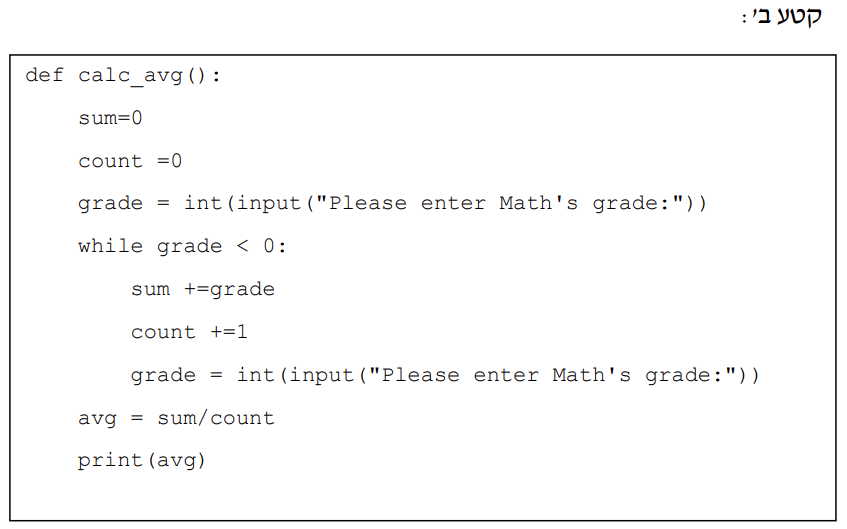 קטע ב':
def calc_avg():
    sum=0
    count =0
    grade = int(input("Please enter Math's grade:"))
    while grade < 0:
        sum +=grade
        count +=1
        grade = int(input("Please enter Math's grade:"))
    avg = sum/count
    print(avg)